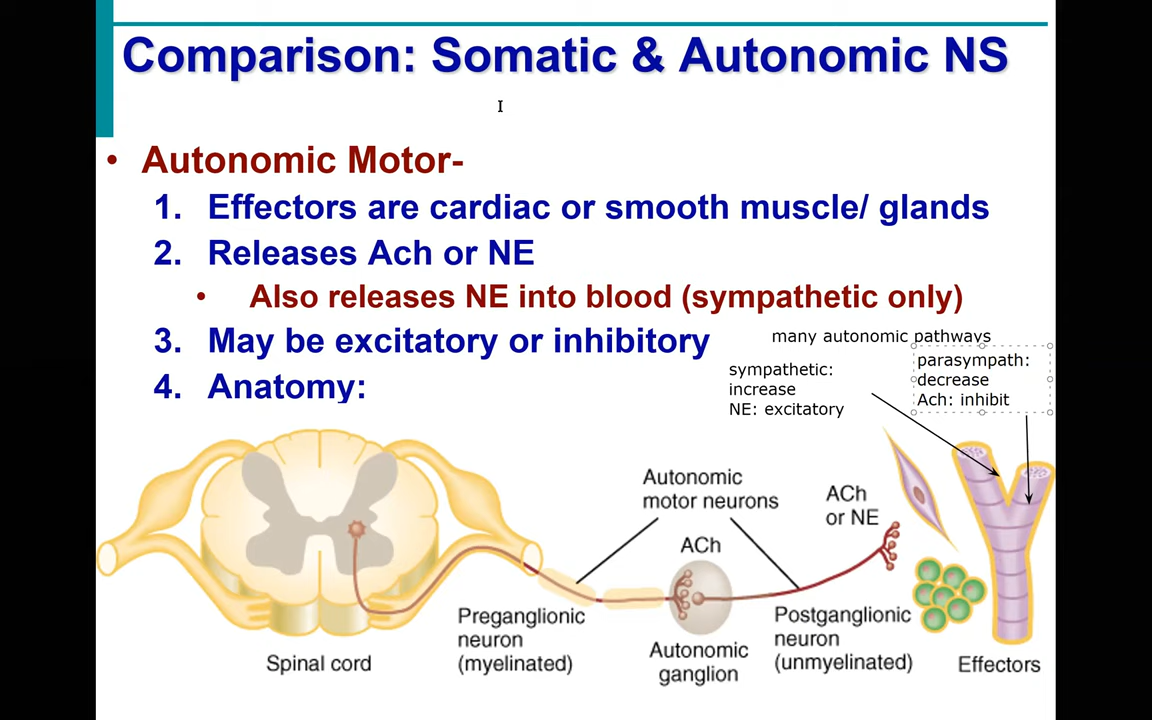 Comparison: Somatic & Autonomic NS
• Autonomic Motor-
1. Effectors are cardiac or smooth muscle/ glands
2. Releases Ach or NE
• Also releases NE into blood (sympathetic only)
3. May be excitatory or inhibitory
many autonomic pathways
sympathetic:
increase
NE: excitatory
parasympath:
decrease
Ach: inhibit
4. Anatomy:
Autonomic
motor neurons
ACh
or NE
ACh
Preganglionic
neuron
(myelinated)
Autonomic
ganglion
Postganglionic
neuron
(unmyelinated)
Spinal cord
Effectors